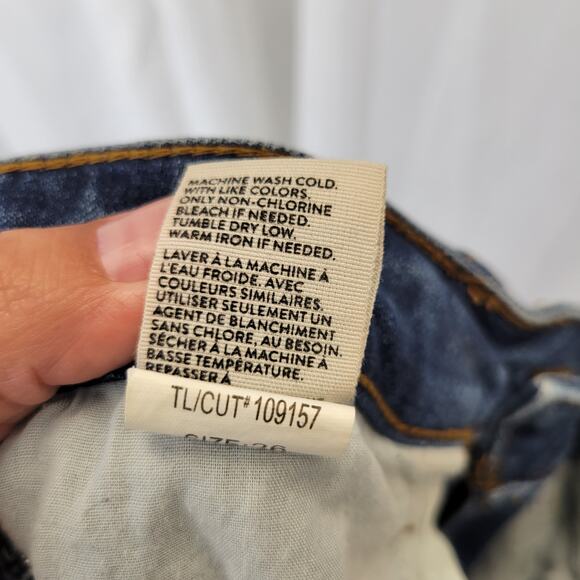 MACHINE WASH COLD.
WITH LIKE COLORS,
ONLY NON-CHLORINE
BLEACH IF NEEDED.
TUMBLE DRY LOW.
WARM IRON IF NEEDED.
LAVER À LA MACHINE À
L'EAU FROIDE. AVEC
COULEURS SIMILAIRES.
UTILISER SEULEMENT UN
AGENT DE BLANCHIMENT
SANS CHLORE, AU BESOIN.
SÉCHER À LA MACHINE À
BASSE TEMPÉRATURE.
REPASSER À
TL/CUT# 109157
SIZE 26